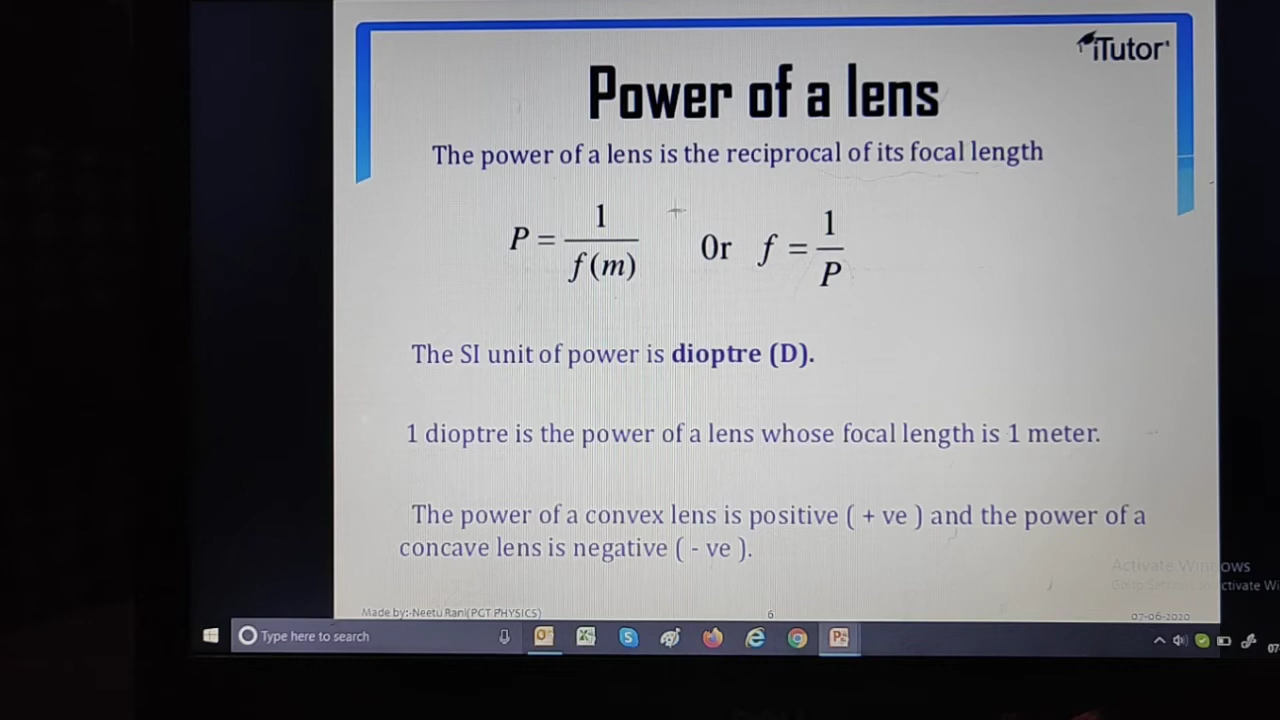 iTutor
Power of a lens
The power of a lens is the reciprocal of its focal length
P = 1 / f (m) Or f = 1 / P
The SI unit of power is dioptre (D).
1 dioptre is the power of a lens whose focal length is 1 meter.
The power of a convex lens is positive ( + ve ) and the power of a
concave lens is negative ( - ve ).
Activate Windows
Made by:-Neetu Rani(PGT PHYSICS) 6 07-06-2020
Type here to search